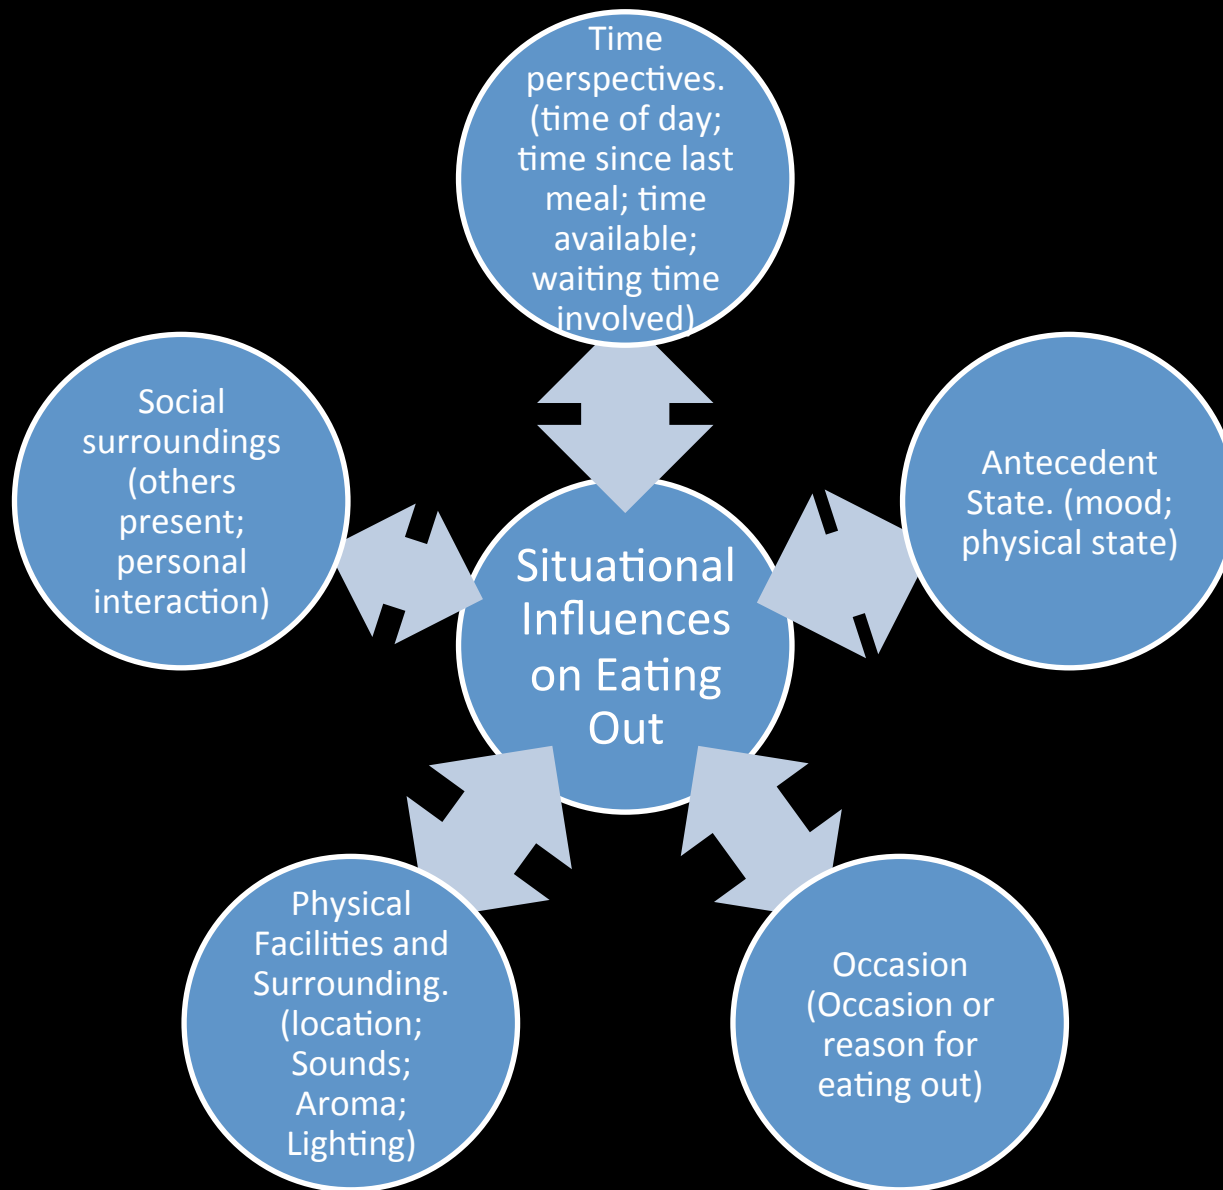 Time
perspectives.
(time of day;
time since last
meal; time
available;
waiting time
involved)
Social
surroundings
(others
present;
personal
interaction)
Antecedent
State. (mood;
physical state)
Situational
Influences
on Eating
Out
Physical
Facilities and
Surrounding.
(location;
Sounds;
Aroma;
Lighting)
Occasion
(Occasion or
reason for
eating out)